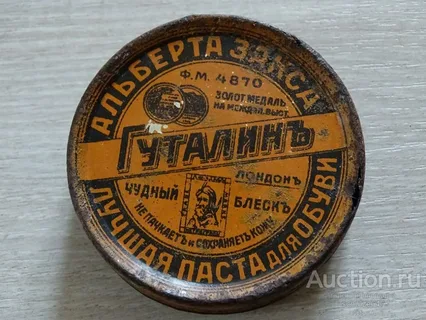 АЛЬБЕРТА ЗАКСА
Ф.М. 4870
ЗОЛОТ МЕДАЛЬ
НА МЕЖДУН. ВЫСТ.
ГУТАЛИНЪ
ЛОНДОНЪ
ЧУДНЫЙ
БЛЕСКЪ
НЕ ПАЧКАЕТЪ И СОХРАНЯЕТЪ КОЖУ
ЛУЧШАЯ ПАСТА ДЛЯ ОБУВИ
Auction.ru